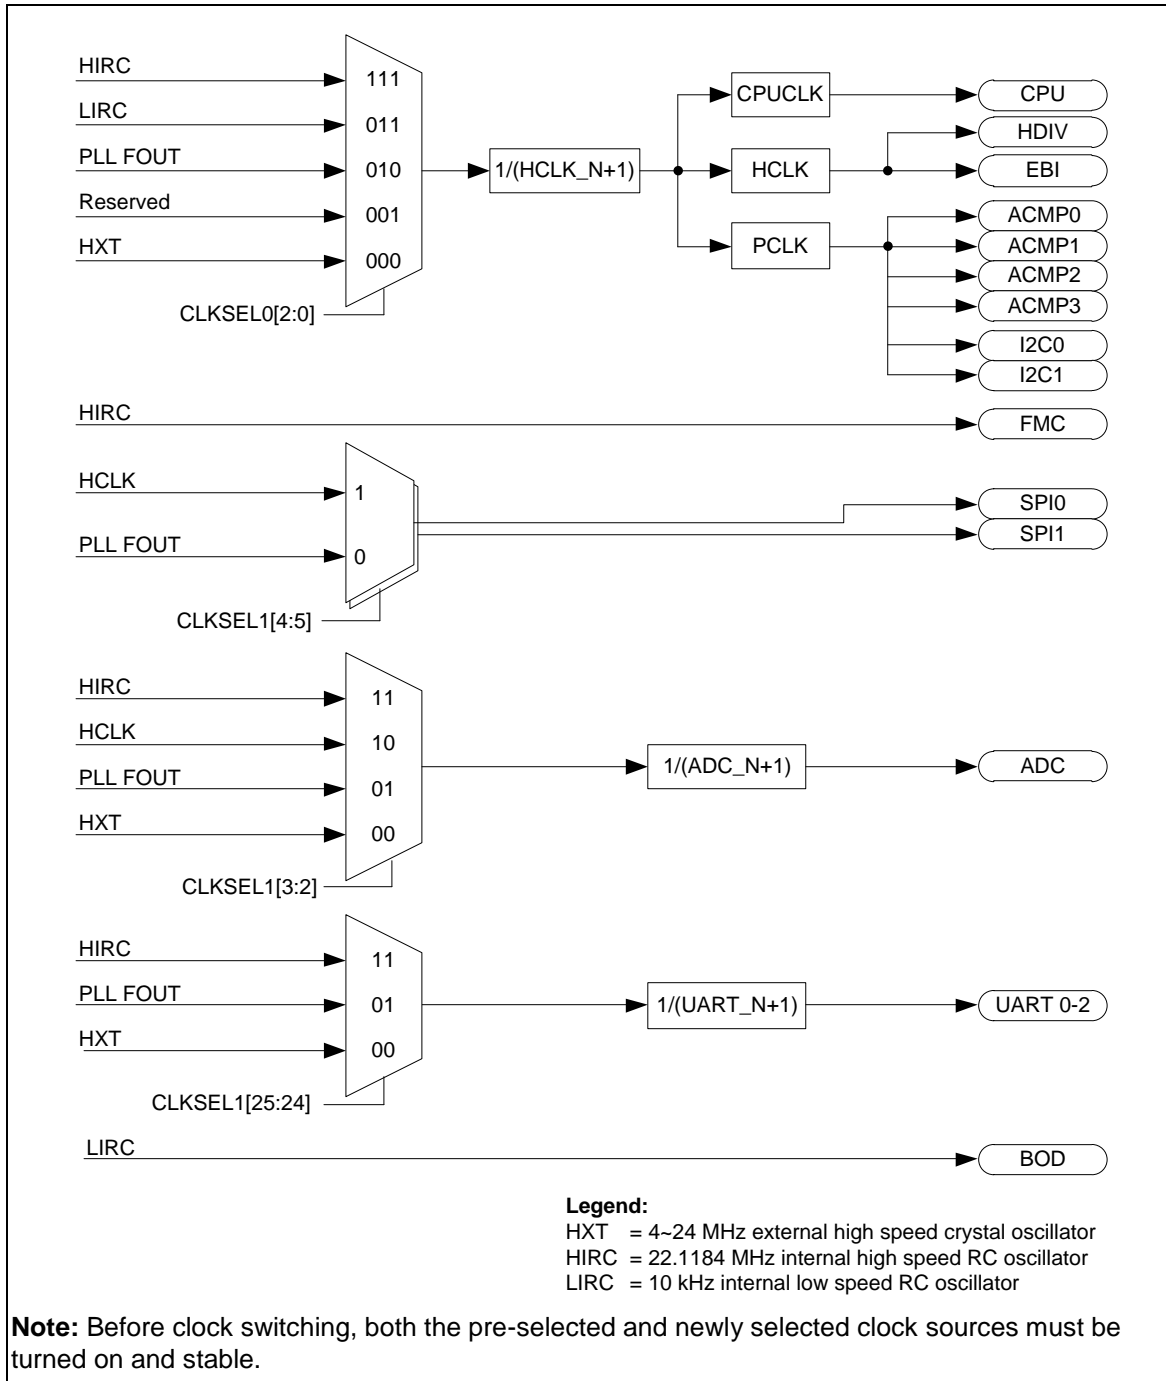 HIRC
111
CPUCLK
CPU
LIRC
011
HDIV
PLL FOUT
010
1/(HCLK_N+1)
HCLK
EBI
Reserved
001
ACMP0
HXT
000
PCLK
ACMP1
ACMP2
CLKSEL0[2:0]
ACMP3
I2C0
I2C1
HIRC
FMC
HCLK
1
SPI0
SPI1
PLL FOUT
0
CLKSEL1[4:5]
HIRC
11
HCLK
10
PLL FOUT
01
1/(ADC_N+1)
ADC
HXT
00
CLKSEL1[3:2]
HIRC
11
PLL FOUT
01
1/(UART_N+1)
UART 0-2
HXT
00
CLKSEL1[25:24]
LIRC
BOD
Legend:
HXT = 4~24 MHz external high speed crystal oscillator
HIRC = 22.1184 MHz internal high speed RC oscillator
LIRC = 10 kHz internal low speed RC oscillator
Note: Before clock switching, both the pre-selected and newly selected clock sources must be
turned on and stable.